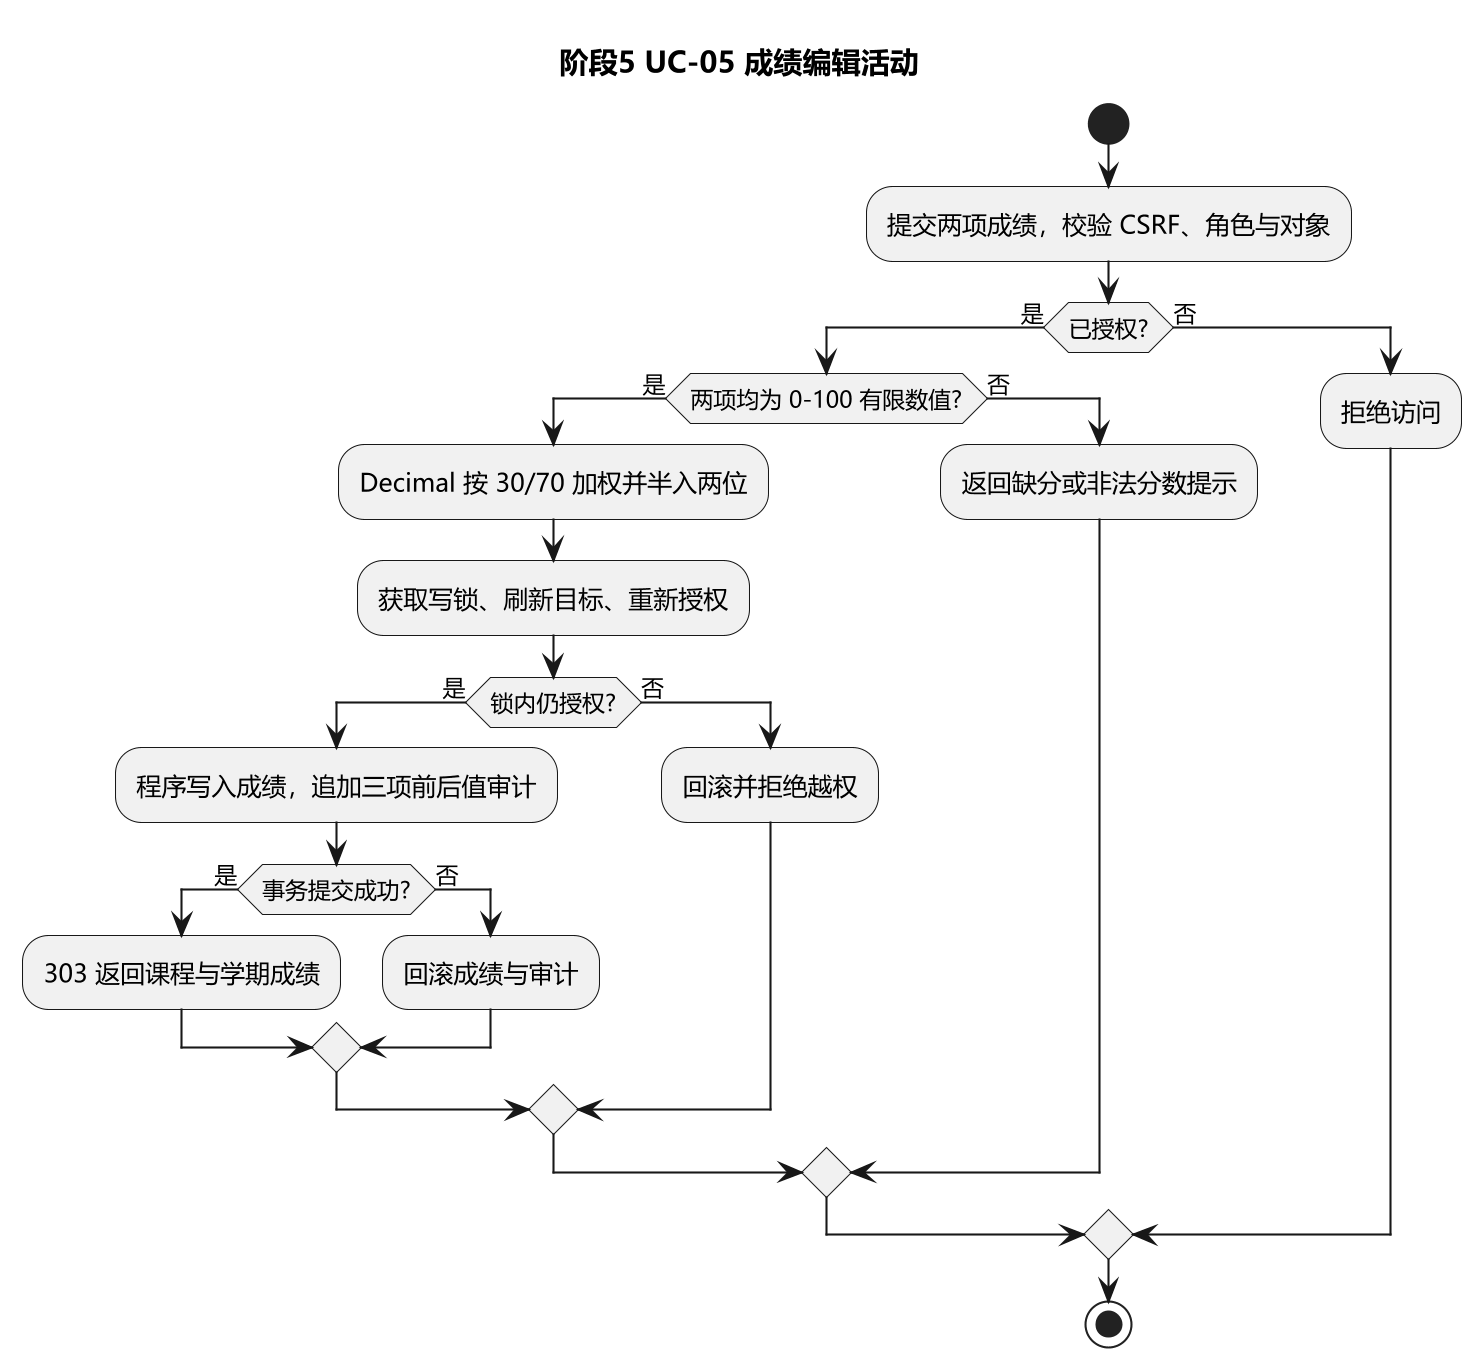 阶段5 UC-05 成绩编辑活动
提交两项成绩，校验 CSRF、角色与对象
是
已授权?
否
是
两项均为 0-100 有限数值?
否
拒绝访问
Decimal 按 30/70 加权并半入两位
返回缺分或非法分数提示
获取写锁、刷新目标、重新授权
是
锁内仍授权?
否
程序写入成绩，追加三项前后值审计
回滚并拒绝越权
是
事务提交成功?
否
303 返回课程与学期成绩
回滚成绩与审计